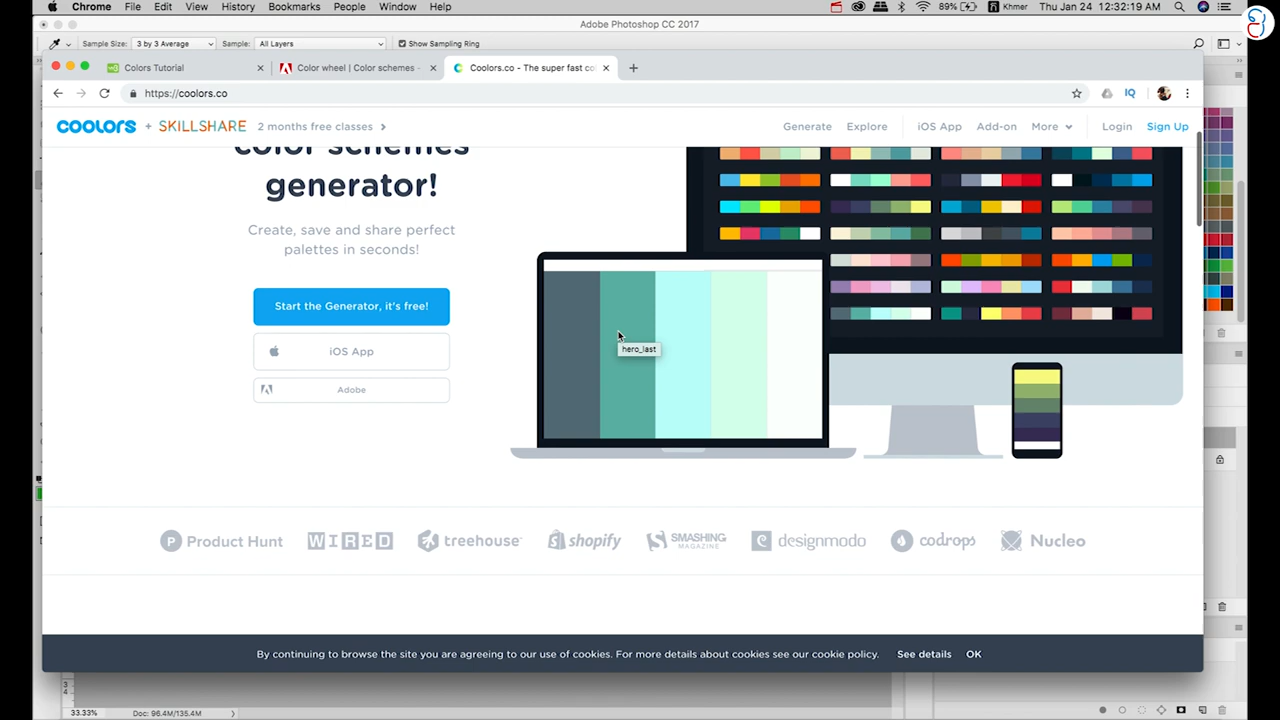 Chrome File Edit View History Bookmarks People Window Help 89% Khmer Thu Jan 24 12:32:19 AM
Adobe Photoshop CC 2017
Sample Size: 3 by 3 Average Sample: All Layers Show Sampling Ring
Colors Tutorial Color wheel | Color schemes - Coolors.co - The super fast co
https://coolors.co IQ
coolors + SKILLSHARE 2 months free classes Generate Explore iOS App Add-on More Login Sign Up
color schemes
generator!
Create, save and share perfect
palettes in seconds!
Start the Generator, it's free!
iOS App
hero_last
Adobe
Product Hunt WIRED treehouse shopify SMASHING MAGAZINE designmodo codrops Nucleo
By continuing to browse the site you are agreeing to our use of cookies. For more details about cookies see our cookie policy. See details OK
33.33% Doc: 96.4M/135.4M